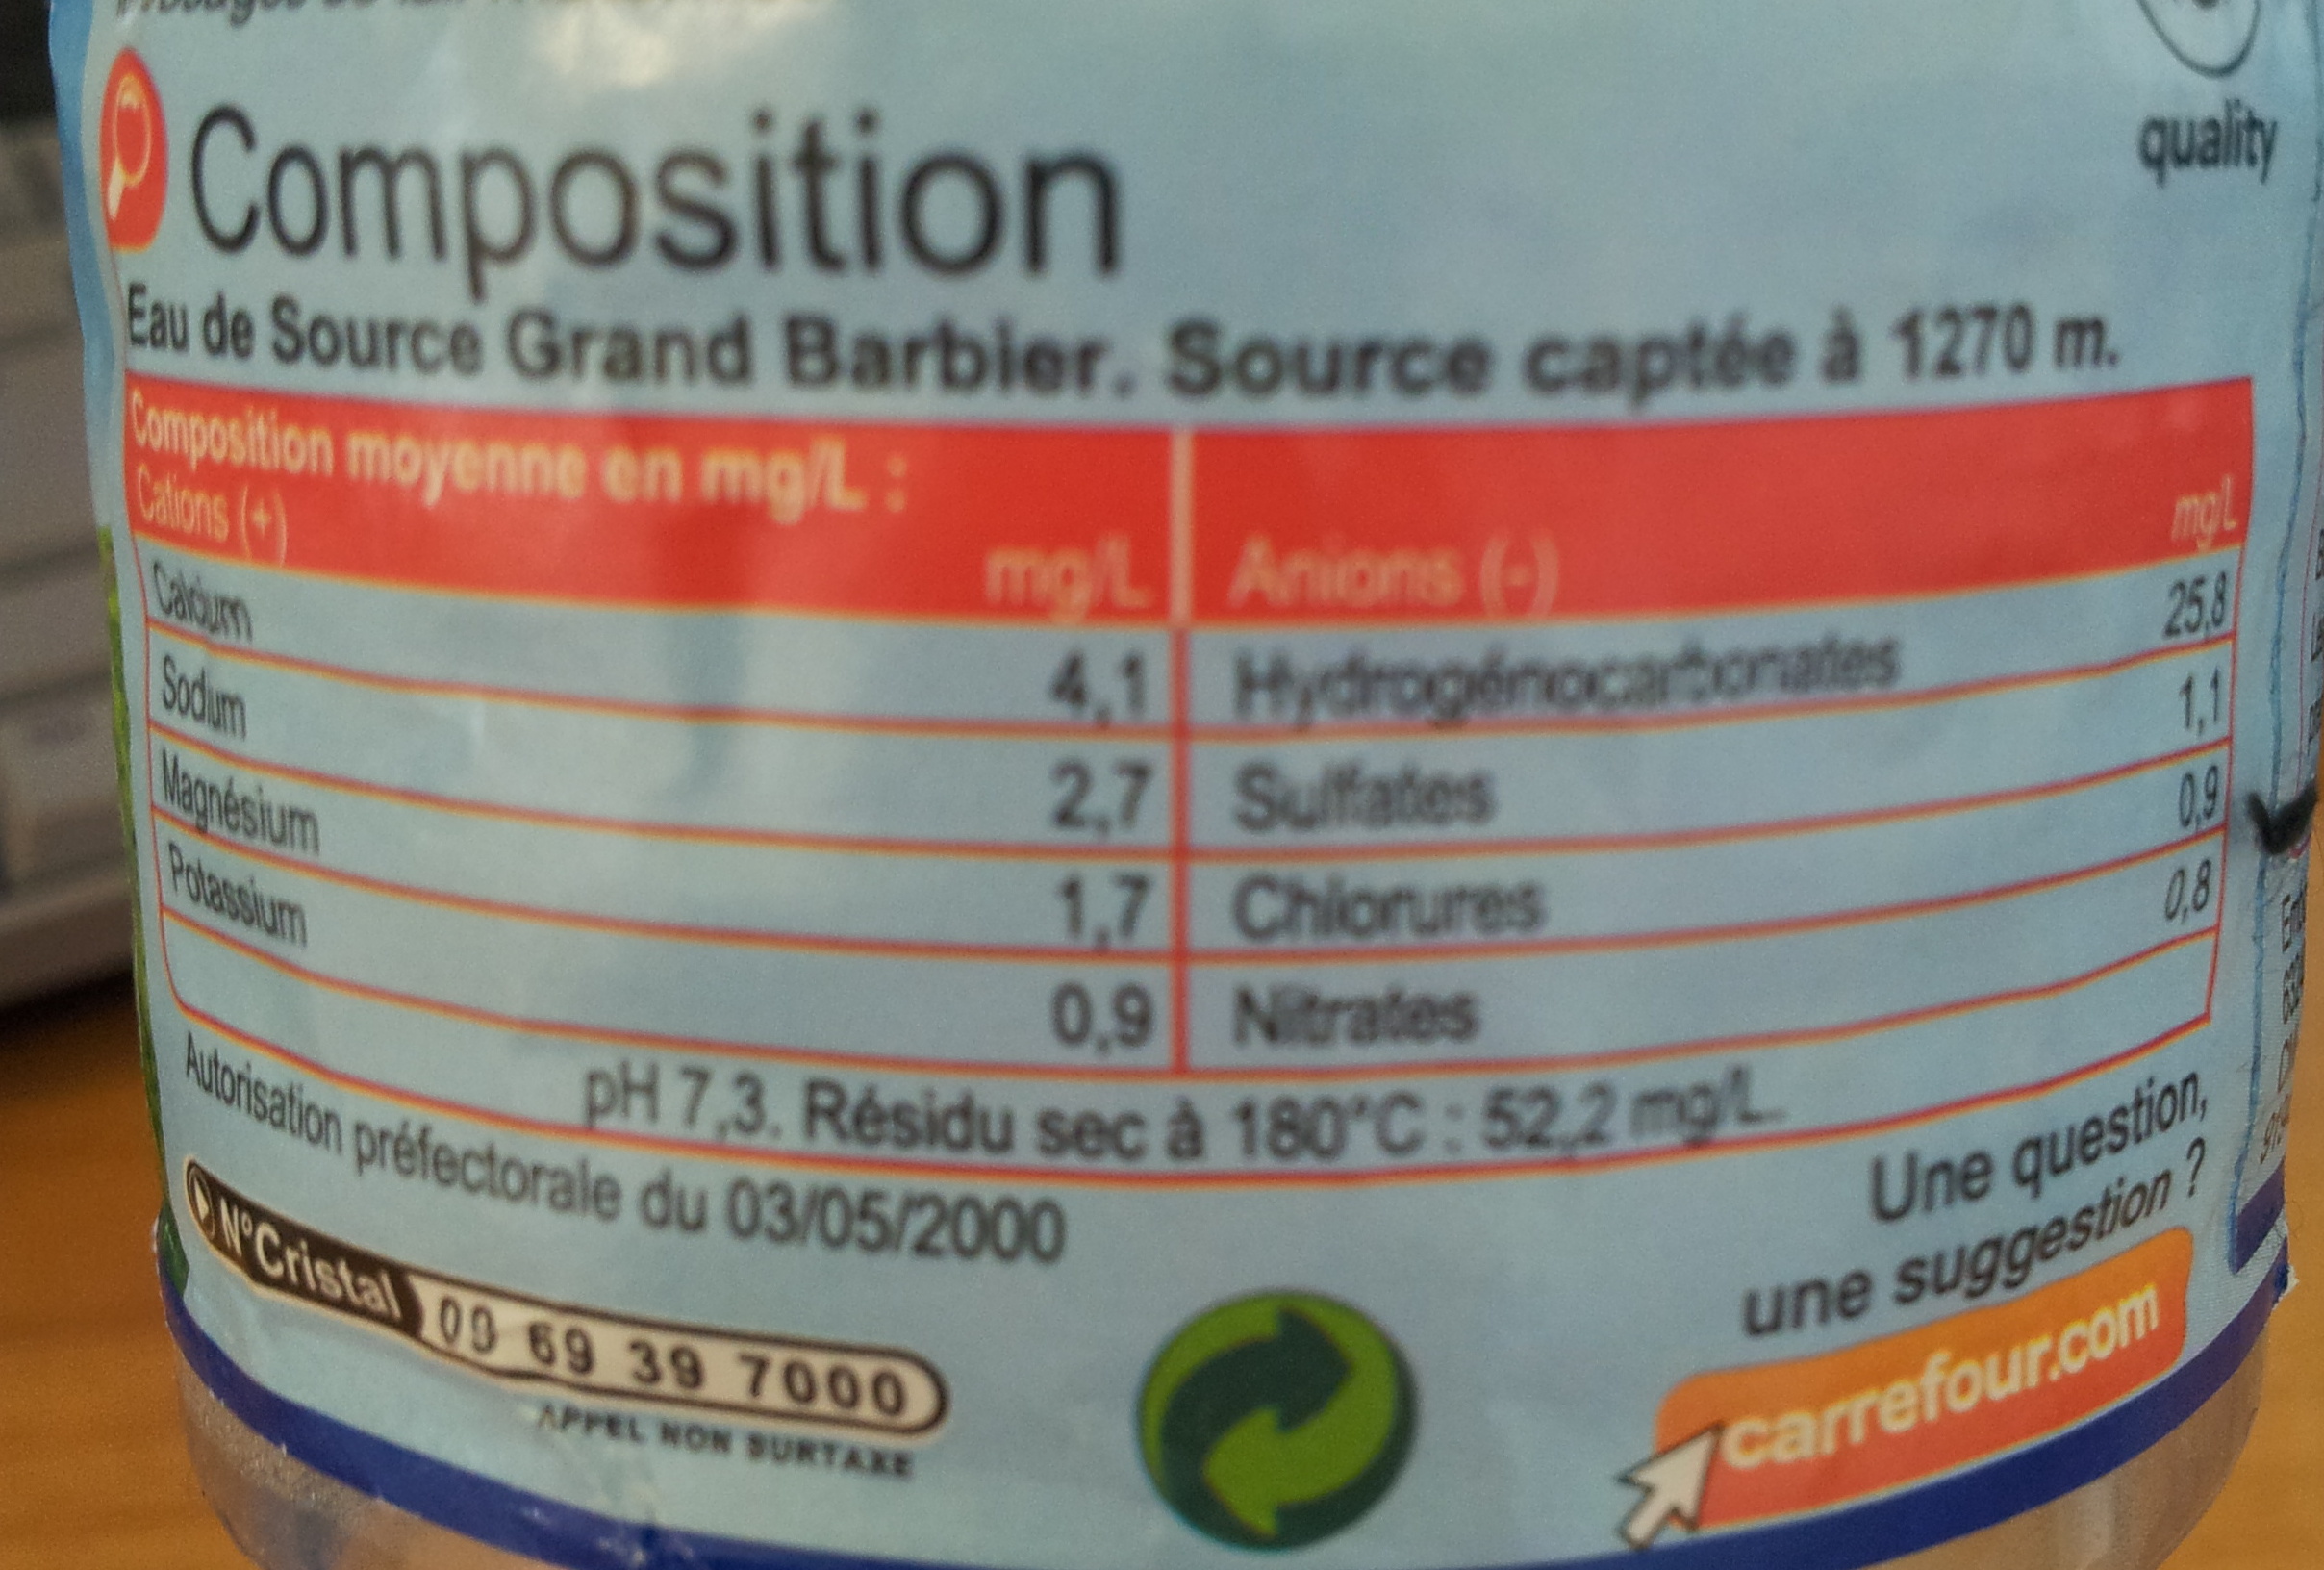 quality
Composition
Eau de Source Grand Barbier. Source captée à 1270 m.
Composition moyenne en mg/L :
Cations (+) mg/L Anions (-) mg/L
Calcium 4,1 Hydrogénocarbonates 25,8
Sodium 2,7 Sulfates 1,1
Magnésium 1,7 Chlorures 0,9
Potassium 0,9 Nitrates 0,8
pH 7,3. Résidu sec à 180°C : 52,2 mg/L.
Autorisation préfectorale du 03/05/2000
N°Cristal 09 69 39 7000
APPEL NON SURTAXE
Une question,
une suggestion ?
carrefour.com